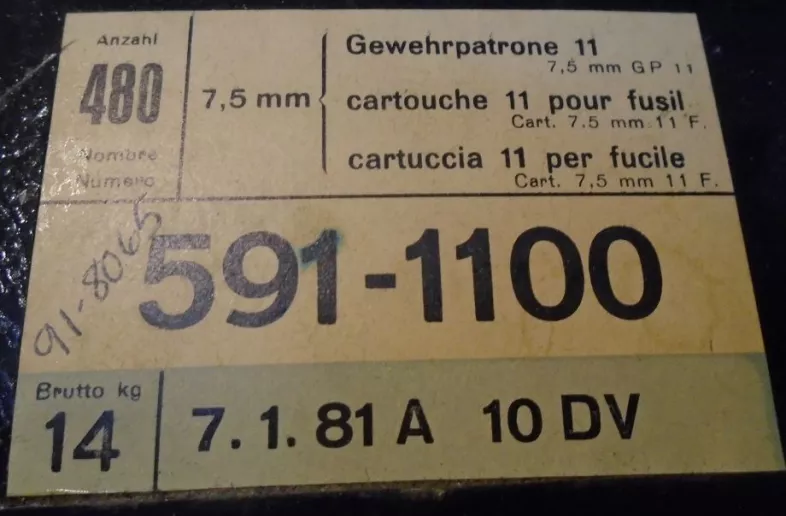 Anzahl
480
Nombre
Numero
7,5 mm
Gewehrpatrone 11
7,5 mm GP 11
cartouche 11 pour fusil
Cart. 7.5 mm 11 F.
cartuccia 11 per fucile
Cart. 7,5 mm 11 F.
91-8065
591-1100
Brutto kg
14
7. 1. 81 A 10 DV